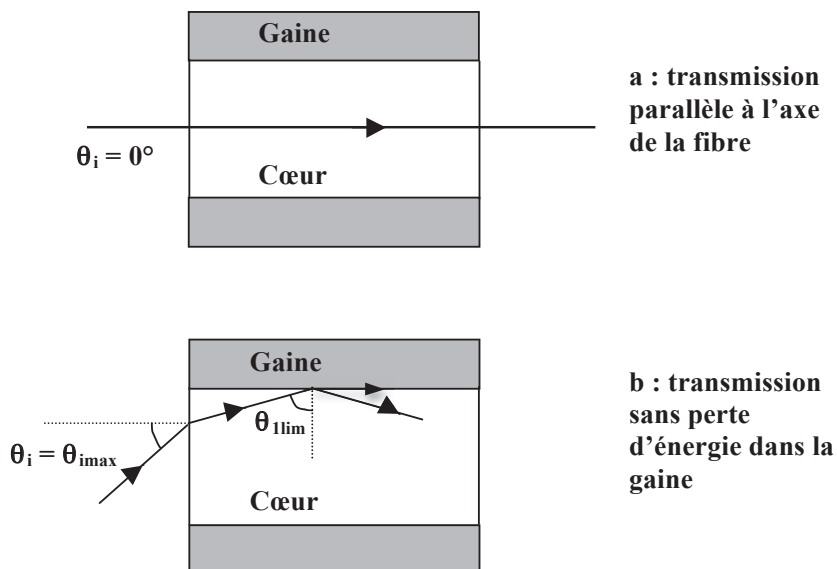 Gaine
a : transmission
parallèle à l’axe
de la fibre
θi = 0°
Cœur
Gaine
b : transmission
sans perte
d’énergie dans la
gaine
θ1lim
θi = θimax
Cœur